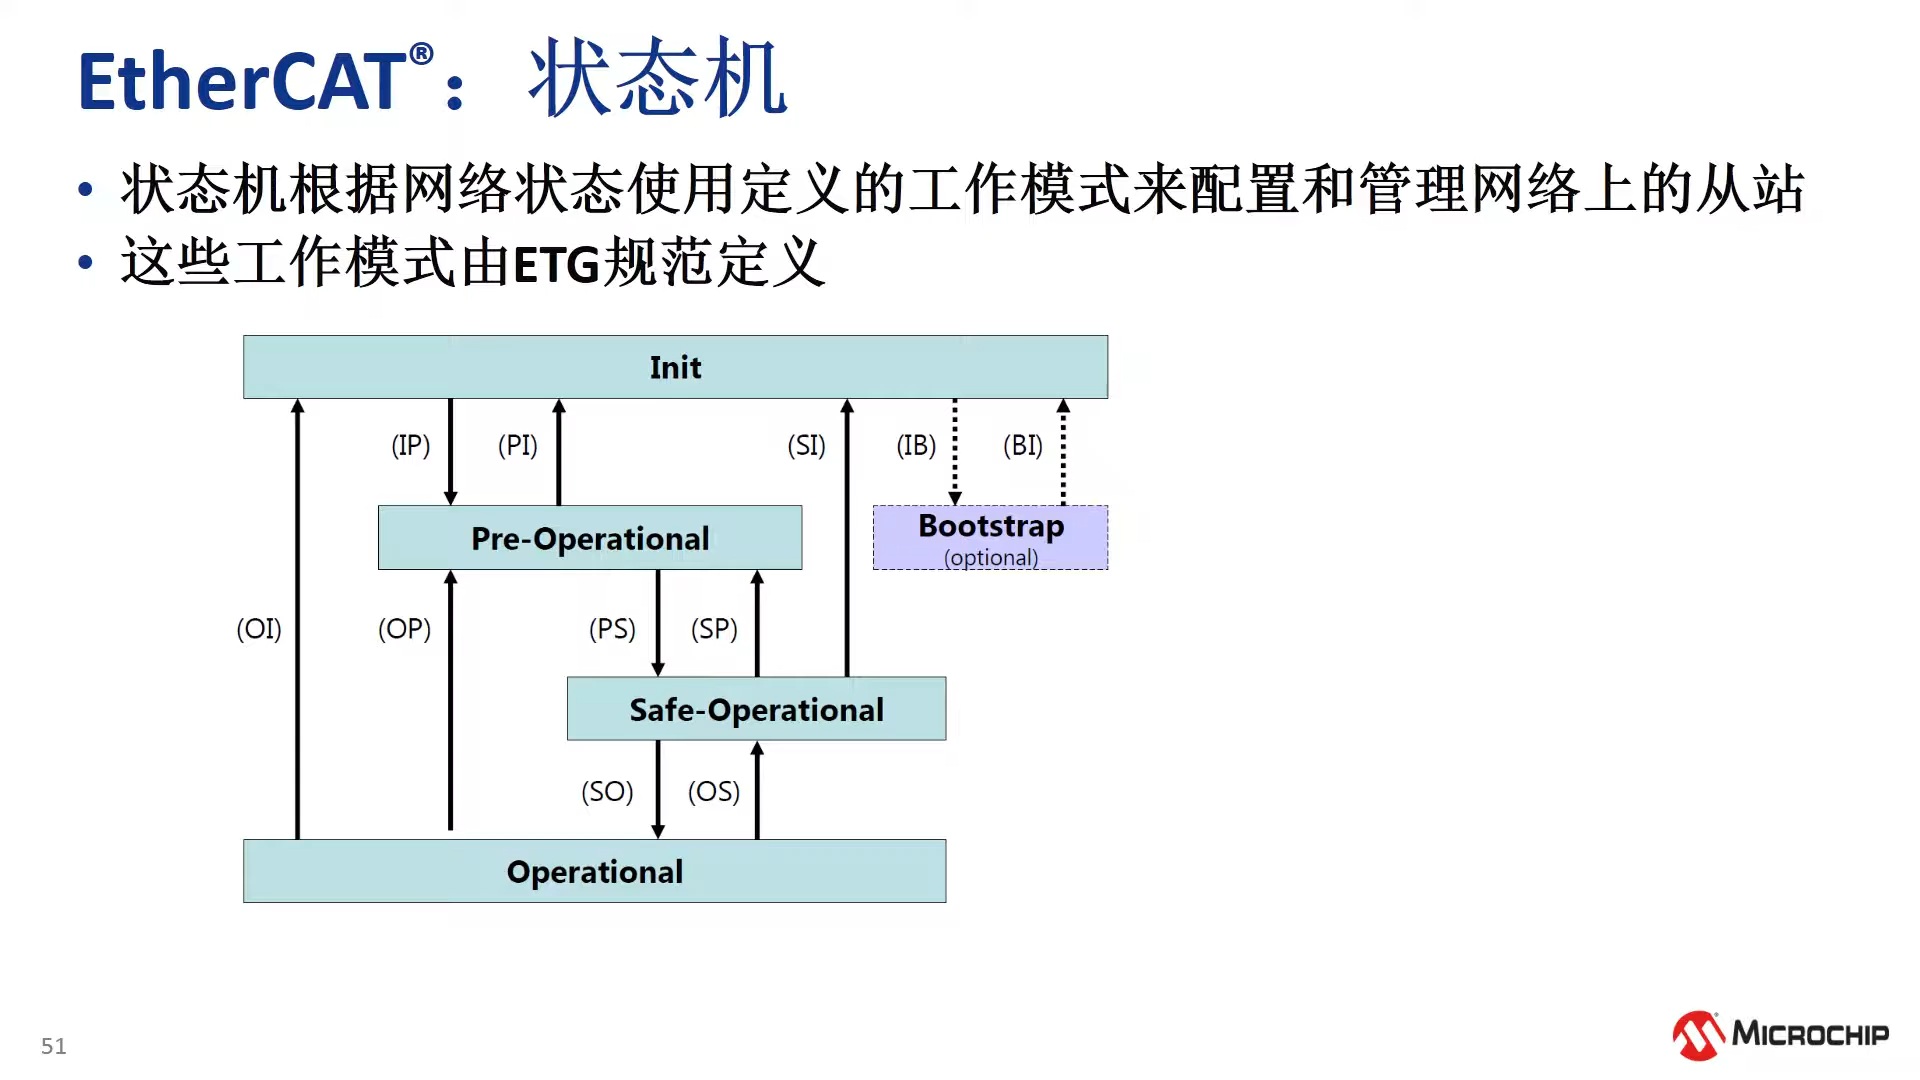 EtherCAT®： 状态机
• 状态机根据网络状态使用定义的工作模式来配置和管理网络上的从站
• 这些工作模式由ETG规范定义
Init
(IP) (PI) (SI) (IB) (BI)
Pre-Operational
Bootstrap
(optional)
(OI) (OP) (PS) (SP)
Safe-Operational
(SO) (OS)
Operational
51
MICROCHIP